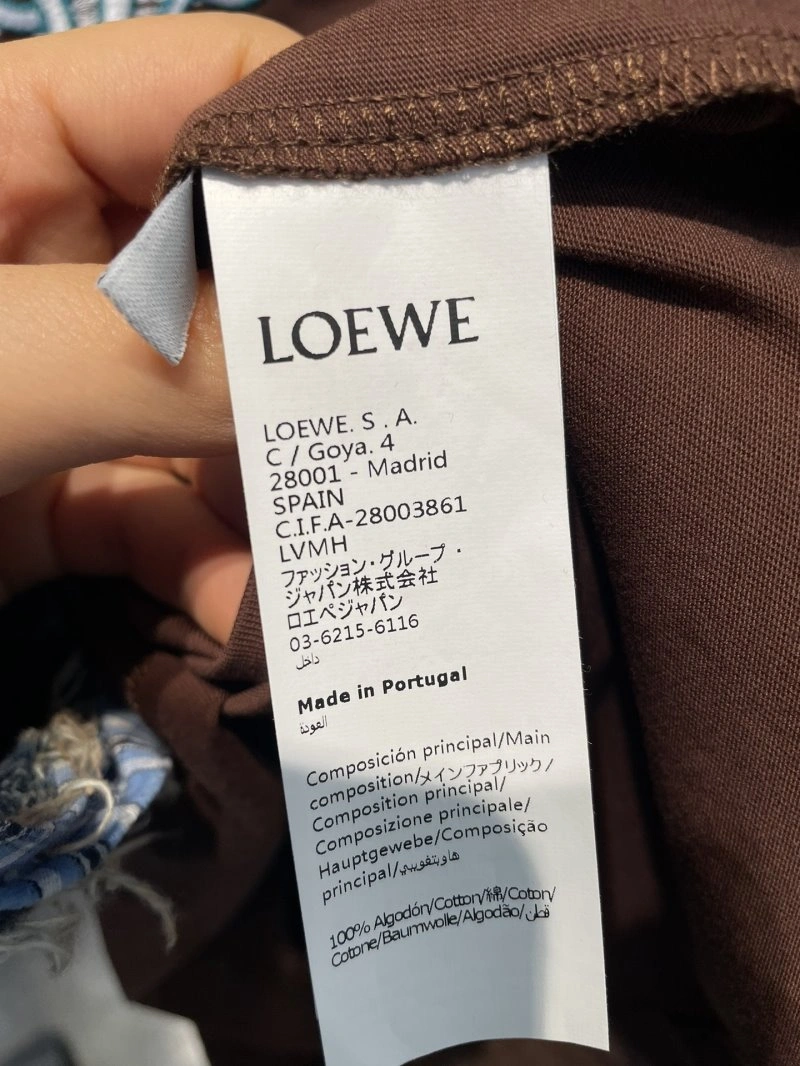 LOEWE
LOEWE. S . A.
C / Goya. 4
28001 - Madrid
SPAIN
C.I.F.A-28003861
LVMH
ファッション・グループ・
ジャパン株式会社
ロエベジャパン
03-6215-6116
داخل
Made in Portugal
العودة
Composición principal/Main
composition/メインファブリック/
Composition principal/
Composizione principale/
Hauptgewebe/Composição
principal/
100% Algodón/Cotton/綿/Coton/
Cotone/Baumwolle/Algodão/قطن